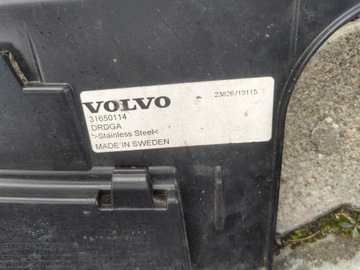 VOLVO 23826/19115
31650114
DRDGA
>Stainless Steel<
MADE IN SWEDEN